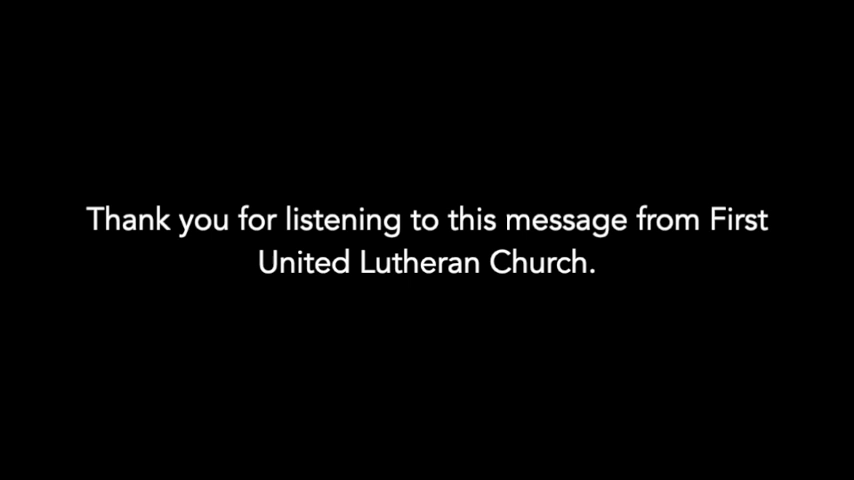 Thank you for listening to this message from First
United Lutheran Church.